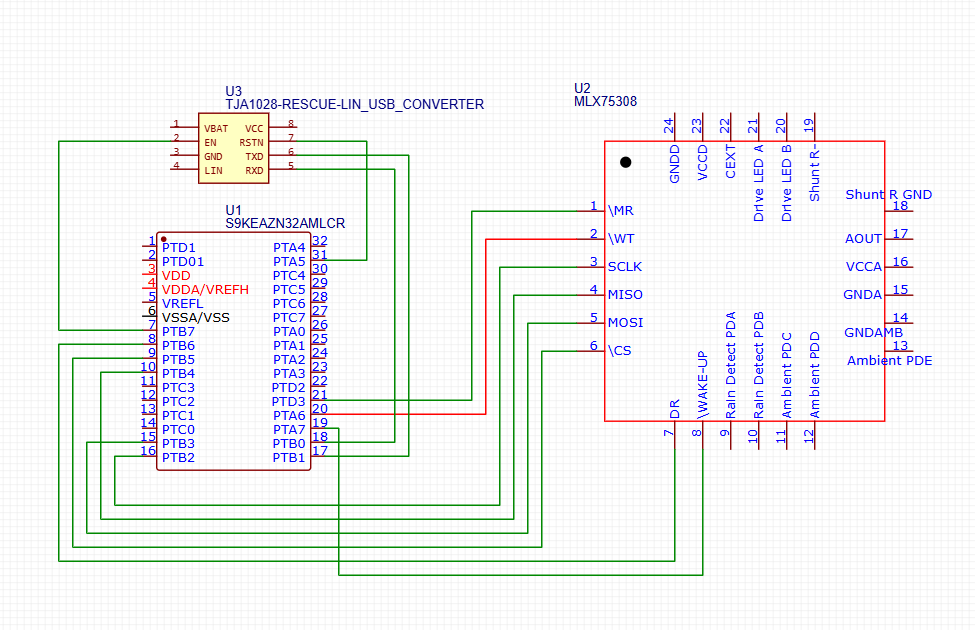 U3
TJA1028-RESCUE-LIN_USB_CONVERTER
1 VBAT VCC 8
2 EN RSTN 7
3 GND TXD 6
4 LIN RXD 5
U1
S9KEAZN32AMLCR
1 PTD1 PTA4 32
2 PTD01 PTA5 31
3 VDD PTC4 30
4 VDDA/VREFH PTC5 29
5 VREFL PTC6 28
6 VSSA/VSS PTC7 27
7 PTB7 PTA0 26
8 PTB6 PTA1 25
9 PTB5 PTA2 24
10 PTB4 PTA3 23
11 PTC3 PTD2 22
12 PTC2 PTD3 21
13 PTC1 PTA6 20
14 PTC0 PTA7 19
15 PTB3 PTB0 18
16 PTB2 PTB1 17
U2
MLX75308
24 GNDD
23 VCCD
22 CEXT
21 Drive LED A
20 Drive LED B
19 Shunt R-
1 \MR
2 \WT
3 SCLK
4 MISO
5 MOSI
6 \CS
Shunt R GND
18
AOUT 17
VCCA 16
GNDA 15
14
GNDAMB
13
Ambient PDE
7 DR
8 \WAKE-UP
9 RaIn Detect PDA
10 RaIn Detect PDB
11 Ambient PDC
12 Ambient PDD